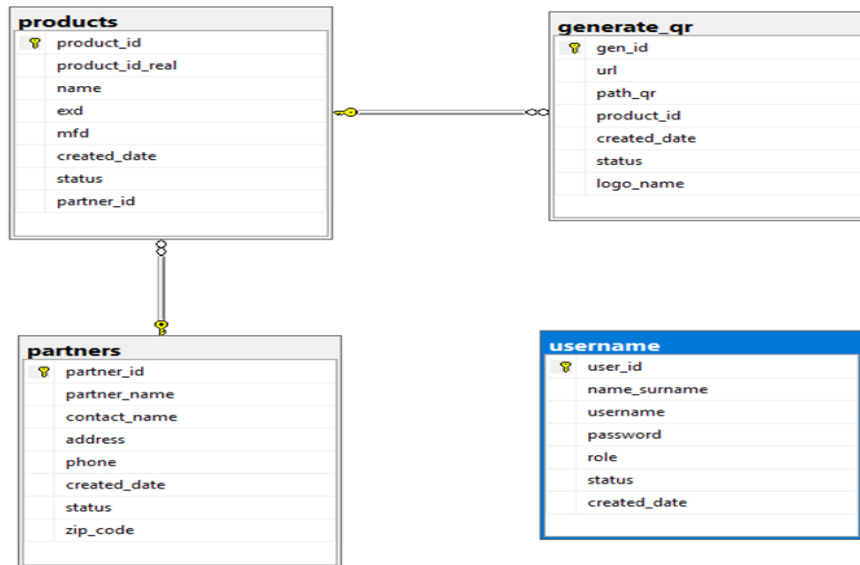 products
product_id
product_id_real
name
exd
mfd
created_date
status
partner_id
generate_qr
gen_id
url
path_qr
product_id
created_date
status
logo_name
partners
partner_id
partner_name
contact_name
address
phone
created_date
status
zip_code
username
user_id
name_surname
username
password
role
status
created_date